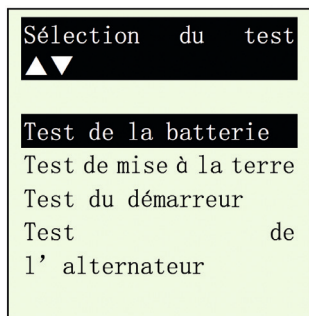 Sélection du test
▲▼
Test de la batterie
Test de mise à la terre
Test du démarreur
Test de
l’ alternateur